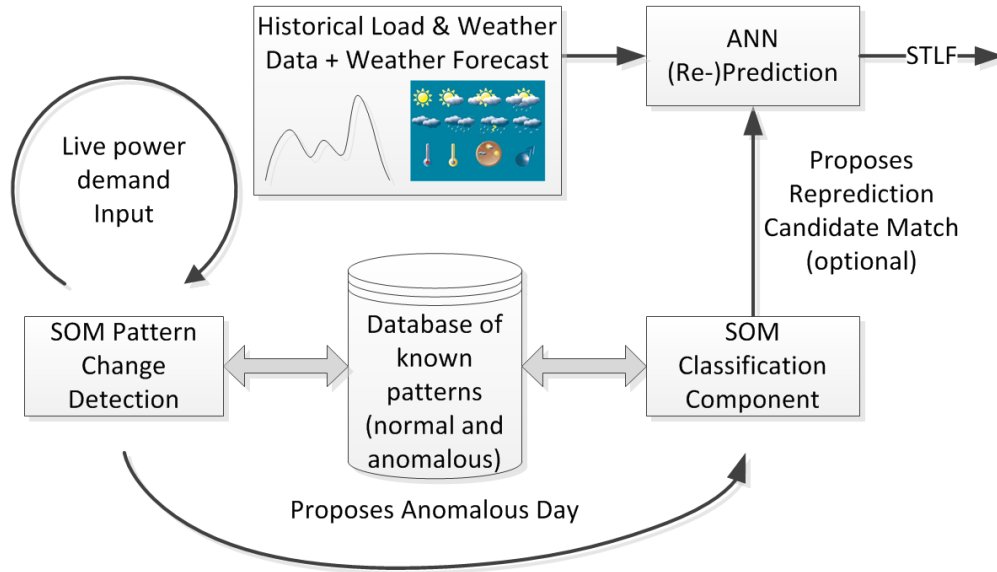 Historical Load & Weather
Data + Weather Forecast
ANN
(Re-)Prediction
STLF
Live power
demand
Input
Proposes
Reprediction
Candidate Match
(optional)
SOM Pattern
Change
Detection
Database of
known
patterns
(normal and
anomalous)
SOM
Classification
Component
Proposes Anomalous Day